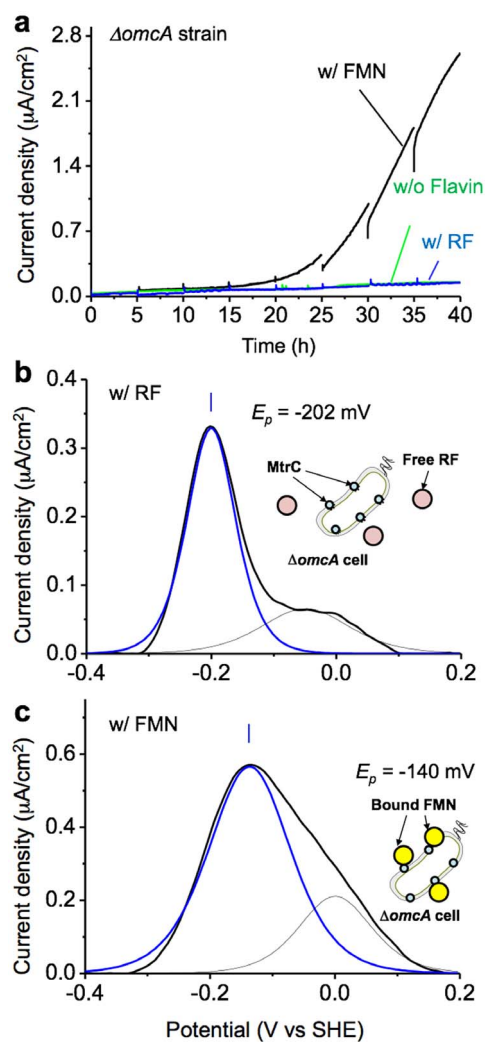 a
ΔomcA strain
w/ FMN
w/o Flavin
w/ RF
Current density (μA/cm²)
2.8
2.1
1.4
0.7
0.0
0 5 10 15 20 25 30 35 40
Time (h)
b
w/ RF
Ep = -202 mV
MtrC
Free RF
ΔomcA cell
Current density (μA/cm²)
0.4
0.3
0.2
0.1
0.0
-0.4 -0.2 0.0 0.2
c
w/ FMN
Ep = -140 mV
Bound FMN
ΔomcA cell
Current density (μA/cm²)
0.6
0.4
0.2
0.0
-0.4 -0.2 0.0 0.2
Potential (V vs SHE)